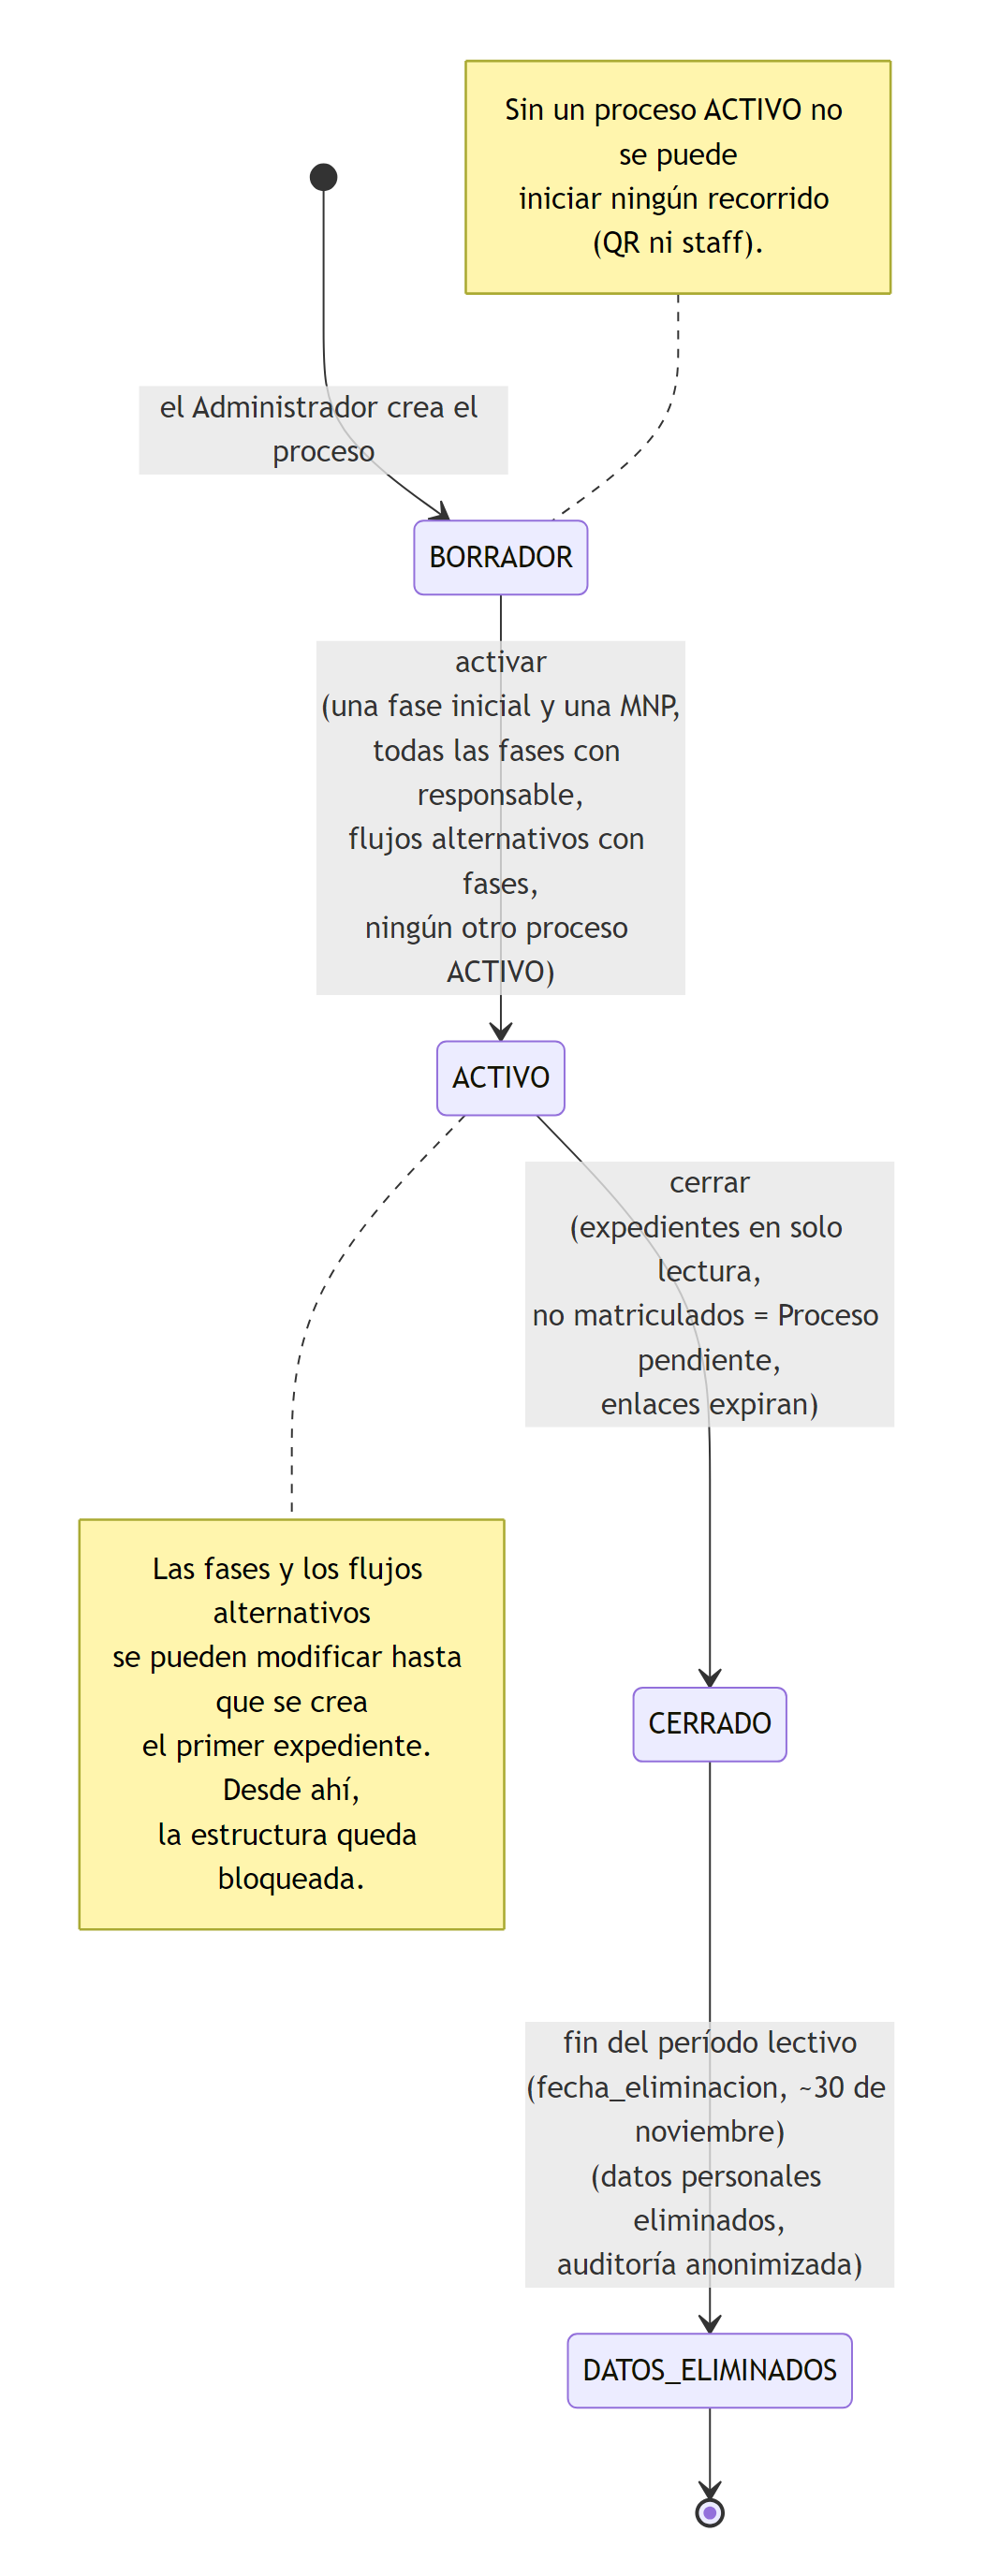 Sin un proceso ACTIVO no
se puede
iniciar ningún recorrido
(QR ni staff).
el Administrador crea el
proceso
BORRADOR
activar
(una fase inicial y una MNP,
todas las fases con
responsable,
flujos alternativos con
fases,
ningún otro proceso
ACTIVO)
ACTIVO
cerrar
(expedientes en solo
lectura,
no matriculados = Proceso
pendiente,
enlaces expiran)
Las fases y los flujos
alternativos
se pueden modificar hasta
que se crea
el primer expediente.
Desde ahí,
la estructura queda
bloqueada.
CERRADO
fin del período lectivo
(fecha_eliminacion, ~30 de
noviembre)
(datos personales
eliminados,
auditoría anonimizada)
DATOS_ELIMINADOS